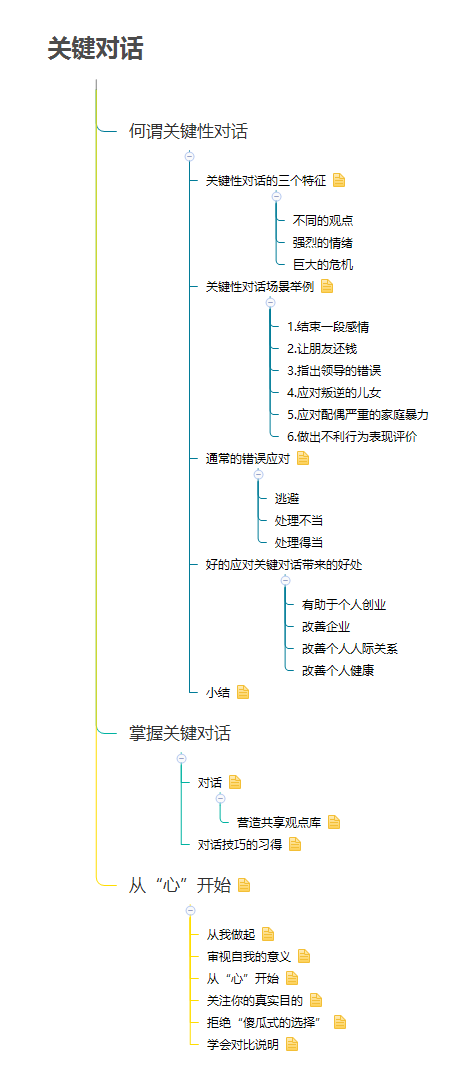 关键对话
何谓关键性对话
关键性对话的三个特征
不同的观点
强烈的情绪
巨大的危机
关键性对话场景举例
1.结束一段感情
2.让朋友还钱
3.指出领导的错误
4.应对叛逆的儿女
5.应对配偶严重的家庭暴力
6.做出不利行为表现评价
通常的错误应对
逃避
处理不当
处理得当
好的应对关键对话带来的好处
有助于个人创业
改善企业
改善个人人际关系
改善个人健康
小结
掌握关键对话
对话
营造共享观点库
对话技巧的习得
从“心”开始
从我做起
审视自我的意义
从“心”开始
关注你的真实目的
拒绝“傻瓜式的选择”
学会对比说明